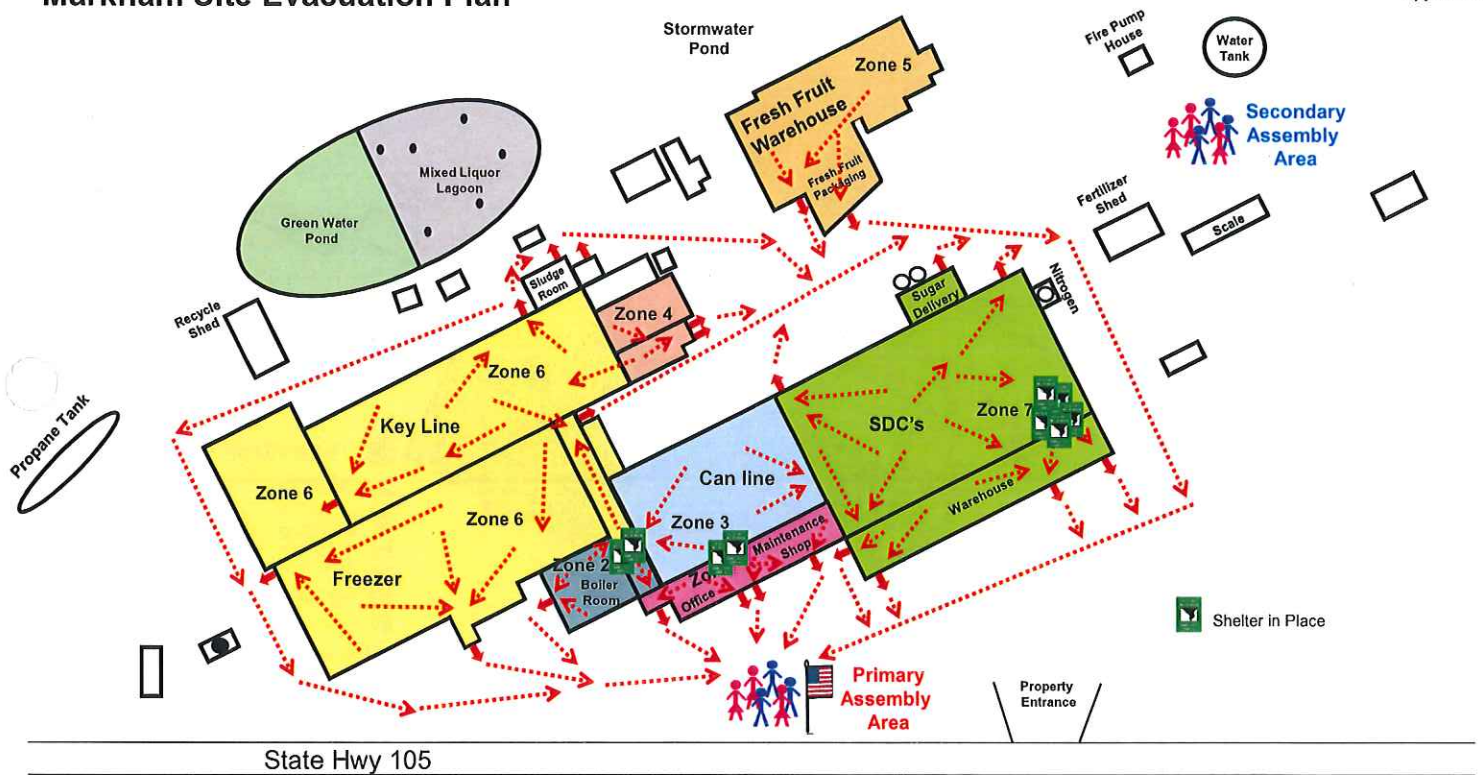 Markham Site Evacuation Plan
Stormwater
Pond
Fire Pump
House
Water
Tank
Zone 5
Fresh Fruit
Warehouse
Fresh Fruit
Packaging
Secondary
Assembly
Area
Mixed Liquor
Lagoon
Green Water
Pond
Fertilizer
Shed
Scale
Sludge
Room
Nitrogen
Sugar
Delivery
Recycle
Shed
Zone 4
Zone 6
Key Line
Propane Tank
Zone 7
SDC's
Can line
Zone 6
Zone 6
Zone 3
Warehouse
Maintenance
Shop
Freezer
Zone 2
Boiler
Room
Office
Shelter in Place
Primary
Assembly
Area
Property
Entrance
State Hwy 105